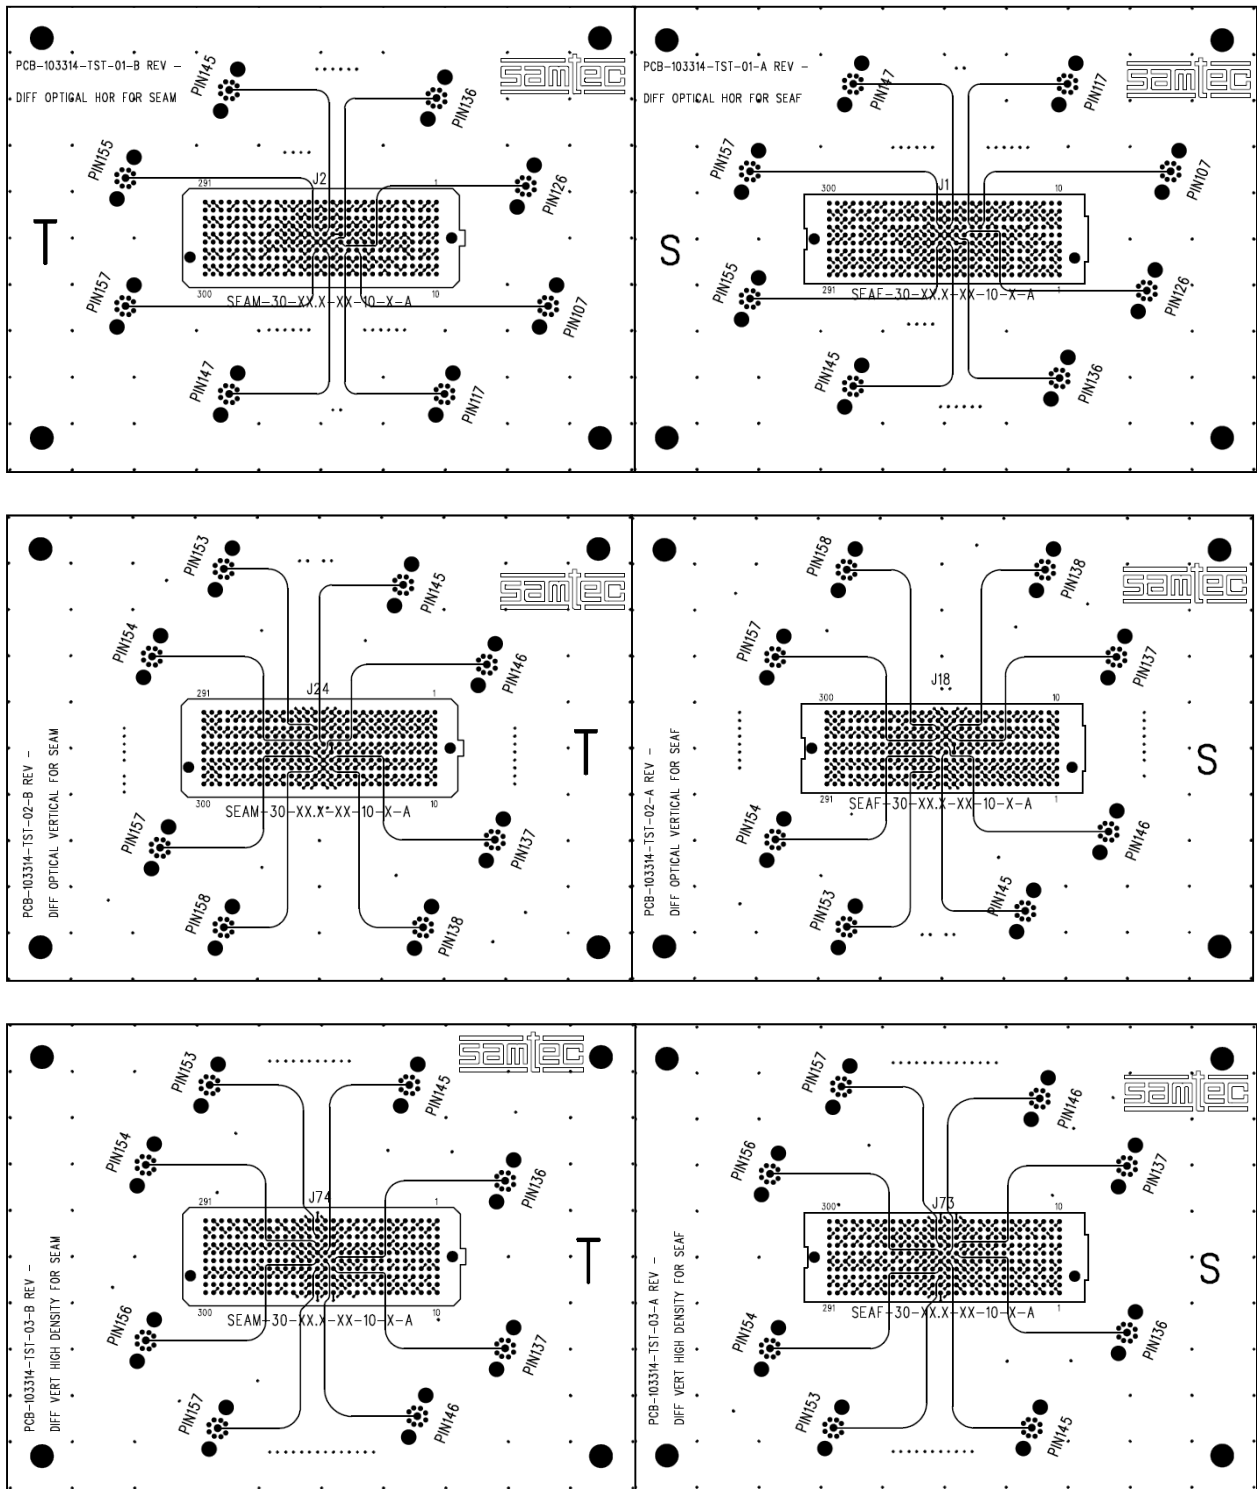 PCB-103314-TST-01-B REV -
DIFF OPTICAL HOR FOR SEAM
samtec
PIN145
PIN136
PIN155
PIN126
J2
291
1
T
300
10
SEAM-30-XX.X-XX-10-X-A
PIN157
PIN107
PIN147
PIN117
PCB-103314-TST-01-A REV -
DIFF OPTICAL HOR FOR SEAF
samtec
PIN147
PIN117
PIN157
PIN107
J1
300
10
S
291
1
SEAF-30-XX.X-XX-10-X-A
PIN155
PIN126
PIN145
PIN136
PIN153
PIN145
samtec
PIN154
PIN146
J24
291
1
T
300
10
SEAM-30-XX.X-XX-10-X-A
PCB-103314-TST-02-B REV -
DIFF OPTICAL VERTICAL FOR SEAM
PIN157
PIN137
PIN158
PIN138
PIN158
PIN138
samtec
PIN157
PIN137
J18
300
10
S
291
1
SEAF-30-XX.X-XX-10-X-A
PCB-103314-TST-02-A REV -
DIFF OPTICAL VERTICAL FOR SEAF
PIN154
PIN146
PIN153
PIN145
samtec
PIN153
PIN145
PIN154
PIN136
J74
291
1
T
300
10
SEAM-30-XX.X-XX-10-X-A
PCB-103314-TST-03-B REV -
DIFF VERT HIGH DENSITY FOR SEAM
PIN156
PIN137
PIN157
PIN146
PIN157
PIN146
samtec
PIN156
PIN137
J73
300
10
S
291
1
SEAF-30-XX.X-XX-10-X-A
PCB-103314-TST-03-A REV -
DIFF VERT HIGH DENSITY FOR SEAF
PIN154
PIN136
PIN153
PIN145